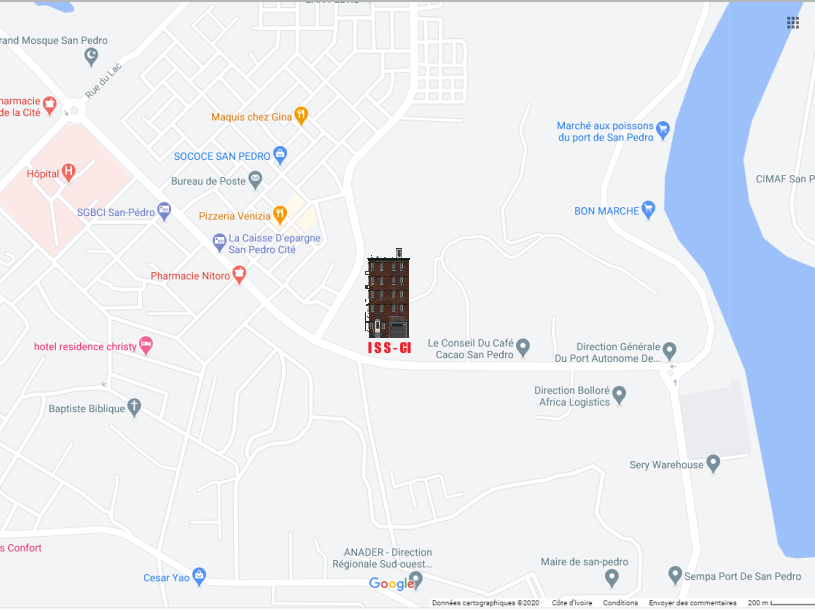 rand Mosque San Pedro
Rue du Lac
harmacie
de la Cité
Maquis chez Gina
Marché aux poissons
du port de San Pedro
SOCOCE SAN PEDRO
Hôpital
Bureau de Poste
CIMAF San P
SGBCI San-Pédro
Pizzeria Venizia
BON MARCHE
La Caisse D'epargne
San Pedro Cité
Pharmacie Nitoro
hotel residence christy
ISS-CI
Le Conseil Du Café
Cacao San Pedro
Direction Générale
Du Port Autonome De...
Direction Bolloré
Africa Logistics
Baptiste Biblique
Sery Warehouse
s Confort
ANADER - Direction
Régionale Sud-ouest...
Maire de san-pedro
Cesar Yao
Google
Sempa Port De San Pedro
Données cartographiques ©2020 Côte d'Ivoire Conditions Envoyer des commentaires 200 m